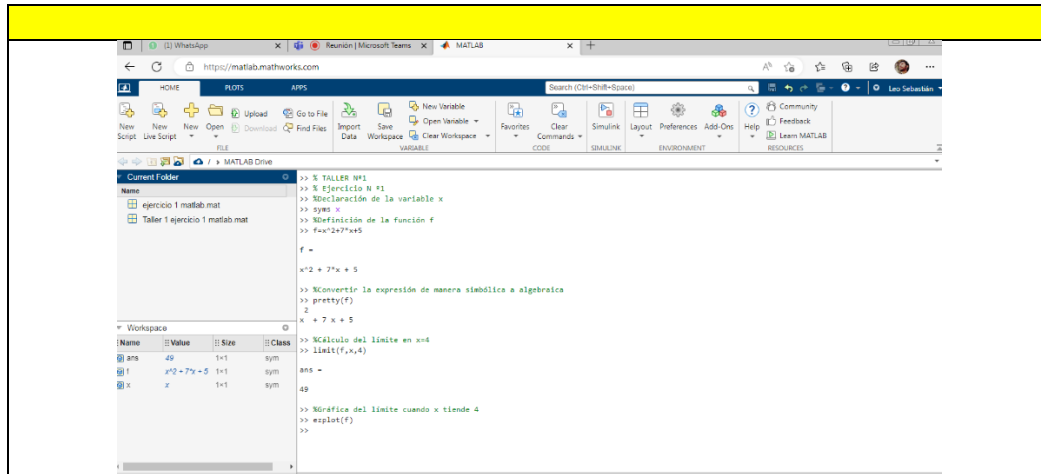 (1) WhatsApp
Reunión | Microsoft Teams
MATLAB
https://matlab.mathworks.com
HOME
PLOTS
APPS
Search (Ctrl+Shift+Space)
Leo Sebastián
New Script
New Live Script
New
Open
Upload
Download
Go to File
Find Files
Import Data
Save Workspace
New Variable
Open Variable
Clear Workspace
Favorites
Clear Commands
Simulink
Layout
Preferences
Add-Ons
Help
Community
Feedback
Learn MATLAB
FILE
VARIABLE
CODE
SIMULINK
ENVIRONMENT
RESOURCES
/ > MATLAB Drive
Current Folder
Name
ejercicio 1 matlab.mat
Taller 1 ejercicio 1 matlab.mat
Workspace
Name Value Size Class
ans 49 1×1 sym
f x^2 + 7*x + 5 1×1 sym
x x 1×1 sym
>> % TALLER Nº1
>> % Ejercicio N º1
>> %Declaración de la variable x
>> syms x
>> %Definición de la función f
>> f=x^2+7*x+5
f =
x^2 + 7*x + 5
>> %Convertir la expresión de manera simbólica a algebraica
>> pretty(f)
2
x + 7 x + 5
>> %Cálculo del límite en x=4
>> limit(f,x,4)
ans =
49
>> %Gráfica del límite cuando x tiende 4
>> ezplot(f)
>>